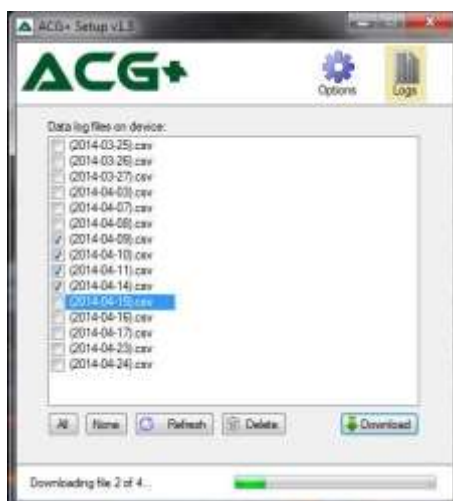 ACG+ Setup v1.3
ACG+
Options
Logs
Data log files on device:
(2014-03-25).csv
(2014-03-26).csv
(2014-03-27).csv
(2014-04-03).csv
(2014-04-07).csv
(2014-04-08).csv
(2014-04-09).csv
(2014-04-10).csv
(2014-04-11).csv
(2014-04-14).csv
(2014-04-15).csv
(2014-04-16).csv
(2014-04-17).csv
(2014-04-23).csv
(2014-04-24).csv
All None Refresh Delete Download
Downloading file 2 of 4...